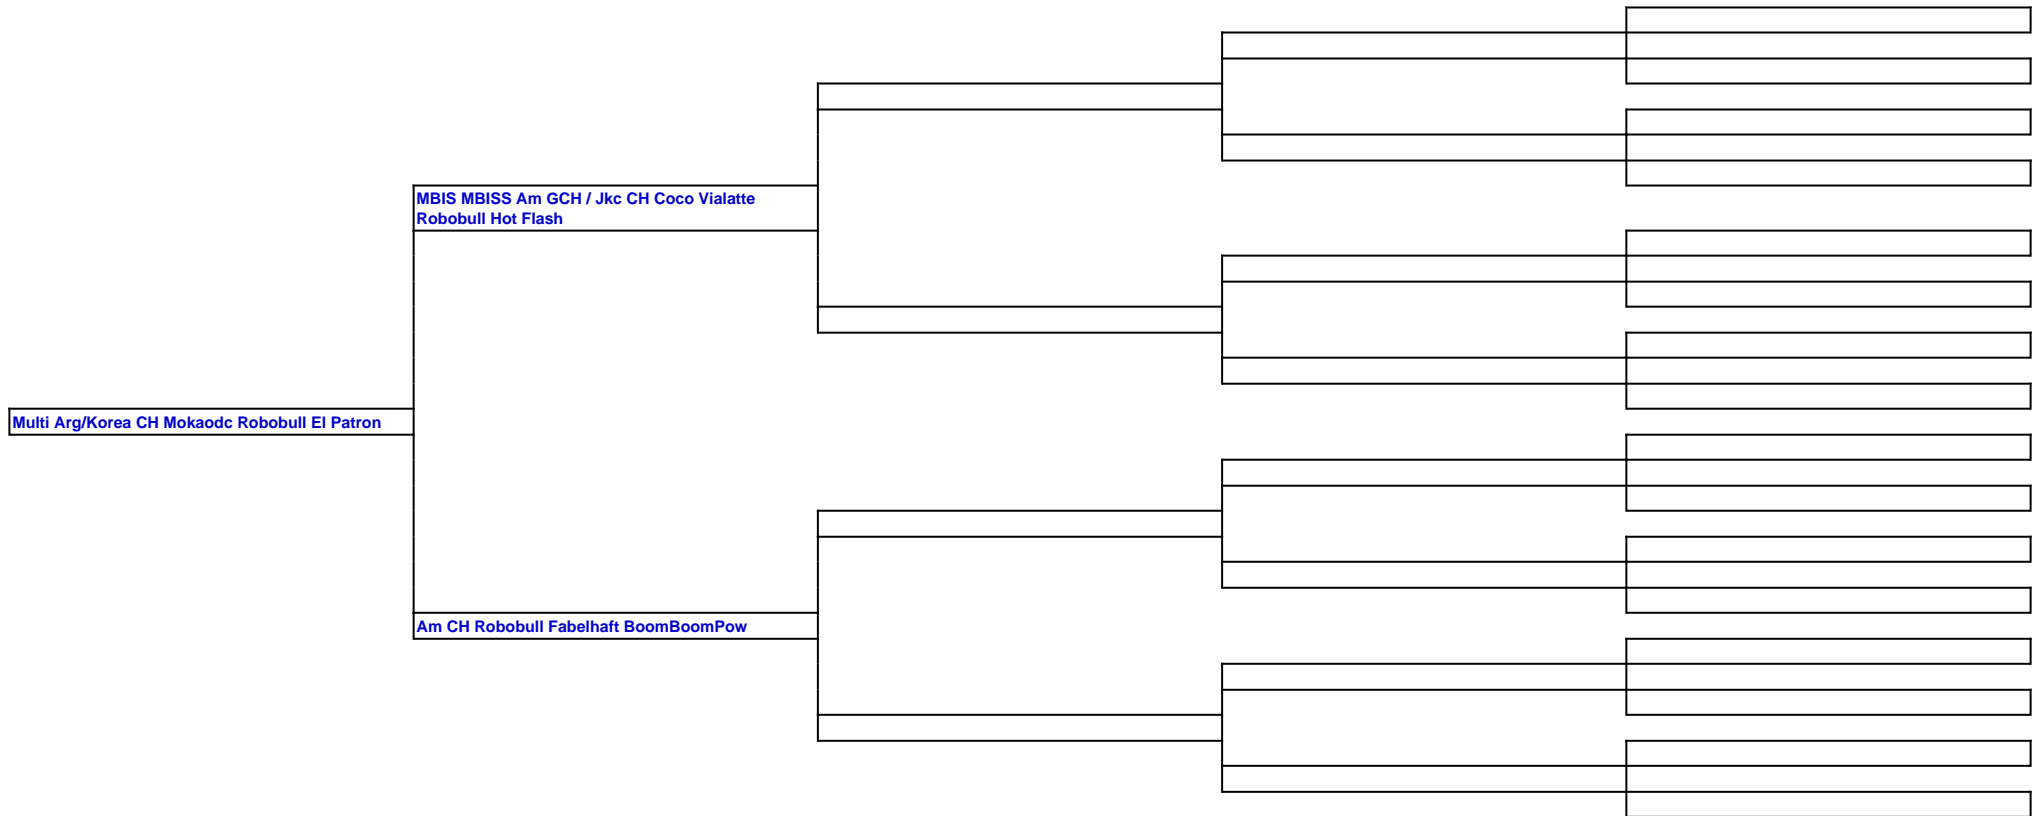 MBIS MBISS Am GCH / Jkc CH Coco Vialatte
Robobull Hot Flash
Multi Arg/Korea CH Mokaodc Robobull El Patron
Am CH Robobull Fabelhaft BoomBoomPow